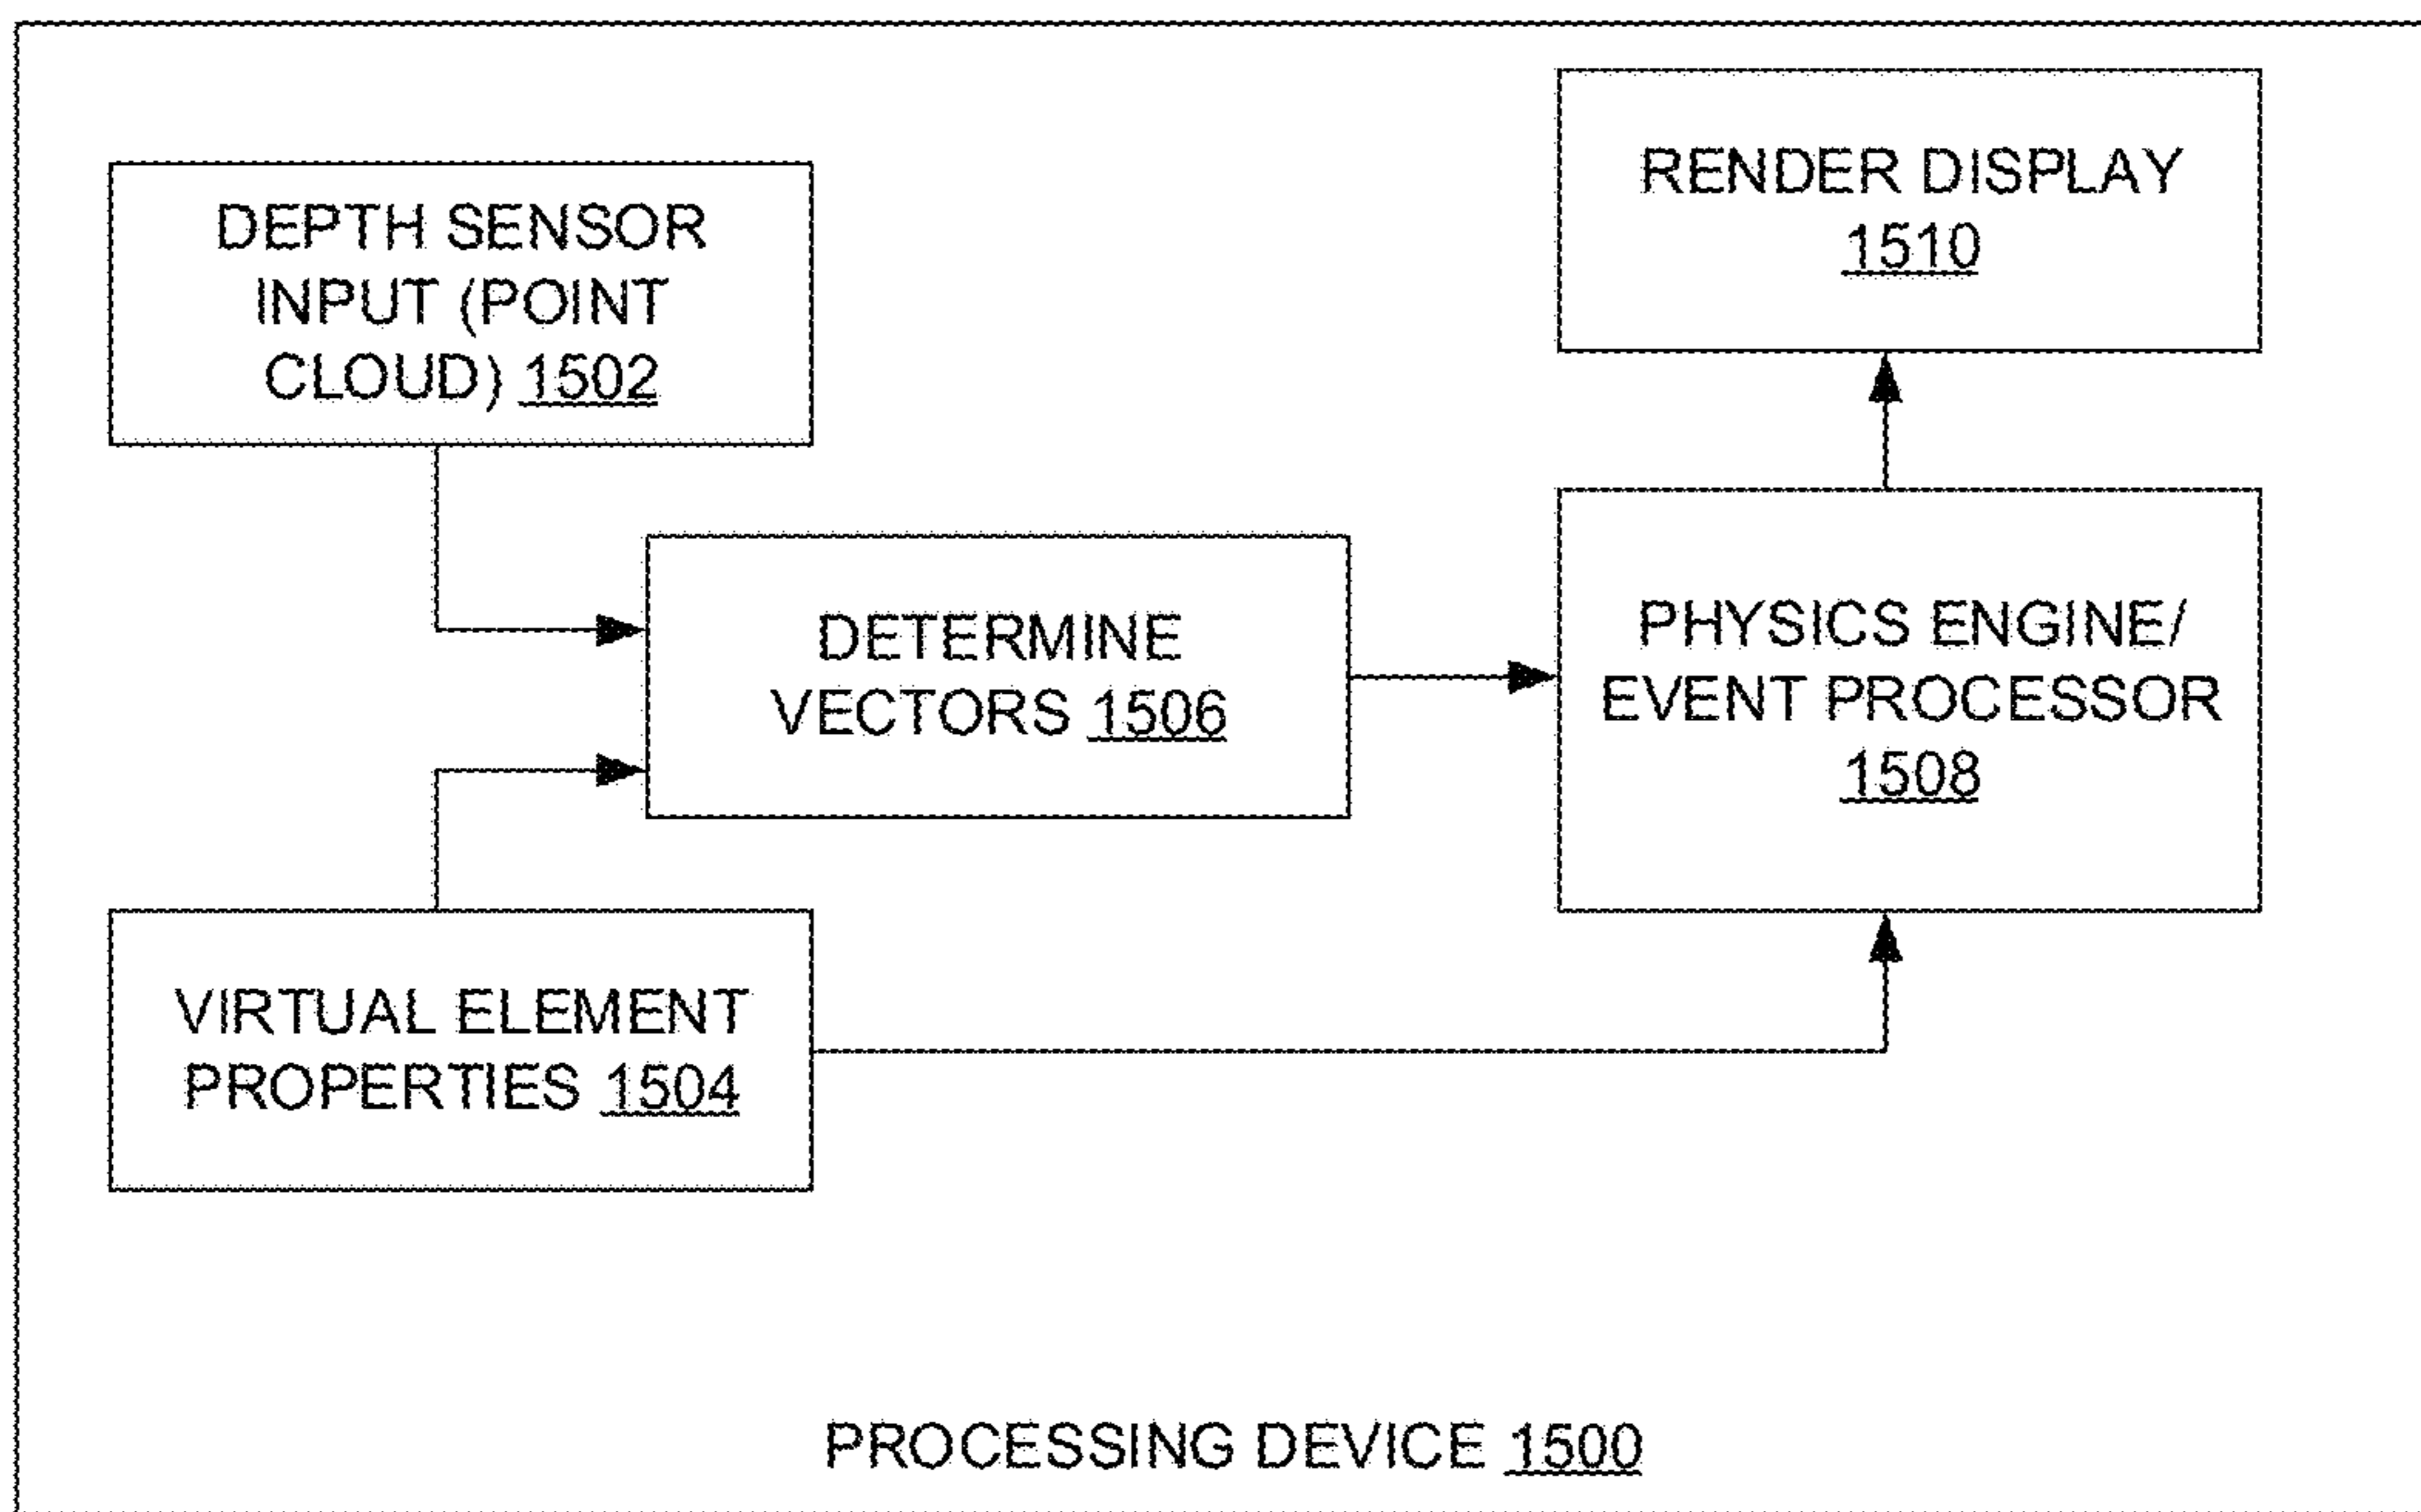 DEPTH SENSOR
INPUT (POINT
CLOUD) 1502
RENDER DISPLAY
1510
DETERMINE
VECTORS 1506
PHYSICS ENGINE/
EVENT PROCESSOR
1508
VIRTUAL ELEMENT
PROPERTIES 1504
PROCESSING DEVICE 1500